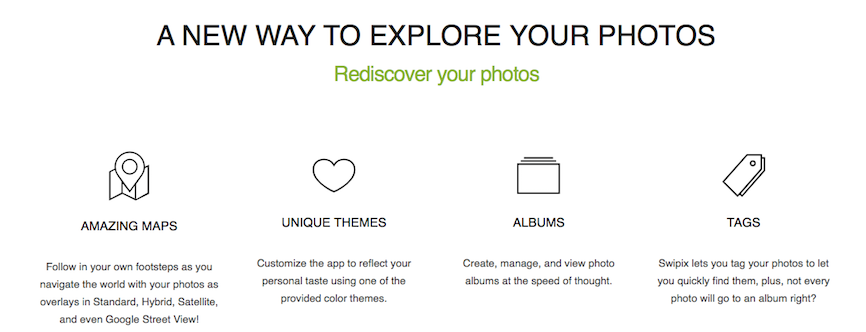 A NEW WAY TO EXPLORE YOUR PHOTOS
Rediscover your photos
AMAZING MAPS
Follow in your own footsteps as you
navigate the world with your photos as
overlays in Standard, Hybrid, Satellite,
and even Google Street View!
UNIQUE THEMES
Customize the app to reflect your
personal taste using one of the
provided color themes.
ALBUMS
Create, manage, and view photo
albums at the speed of thought.
TAGS
Swipix lets you tag your photos to let
you quickly find them, plus, not every
photo will go to an album right?